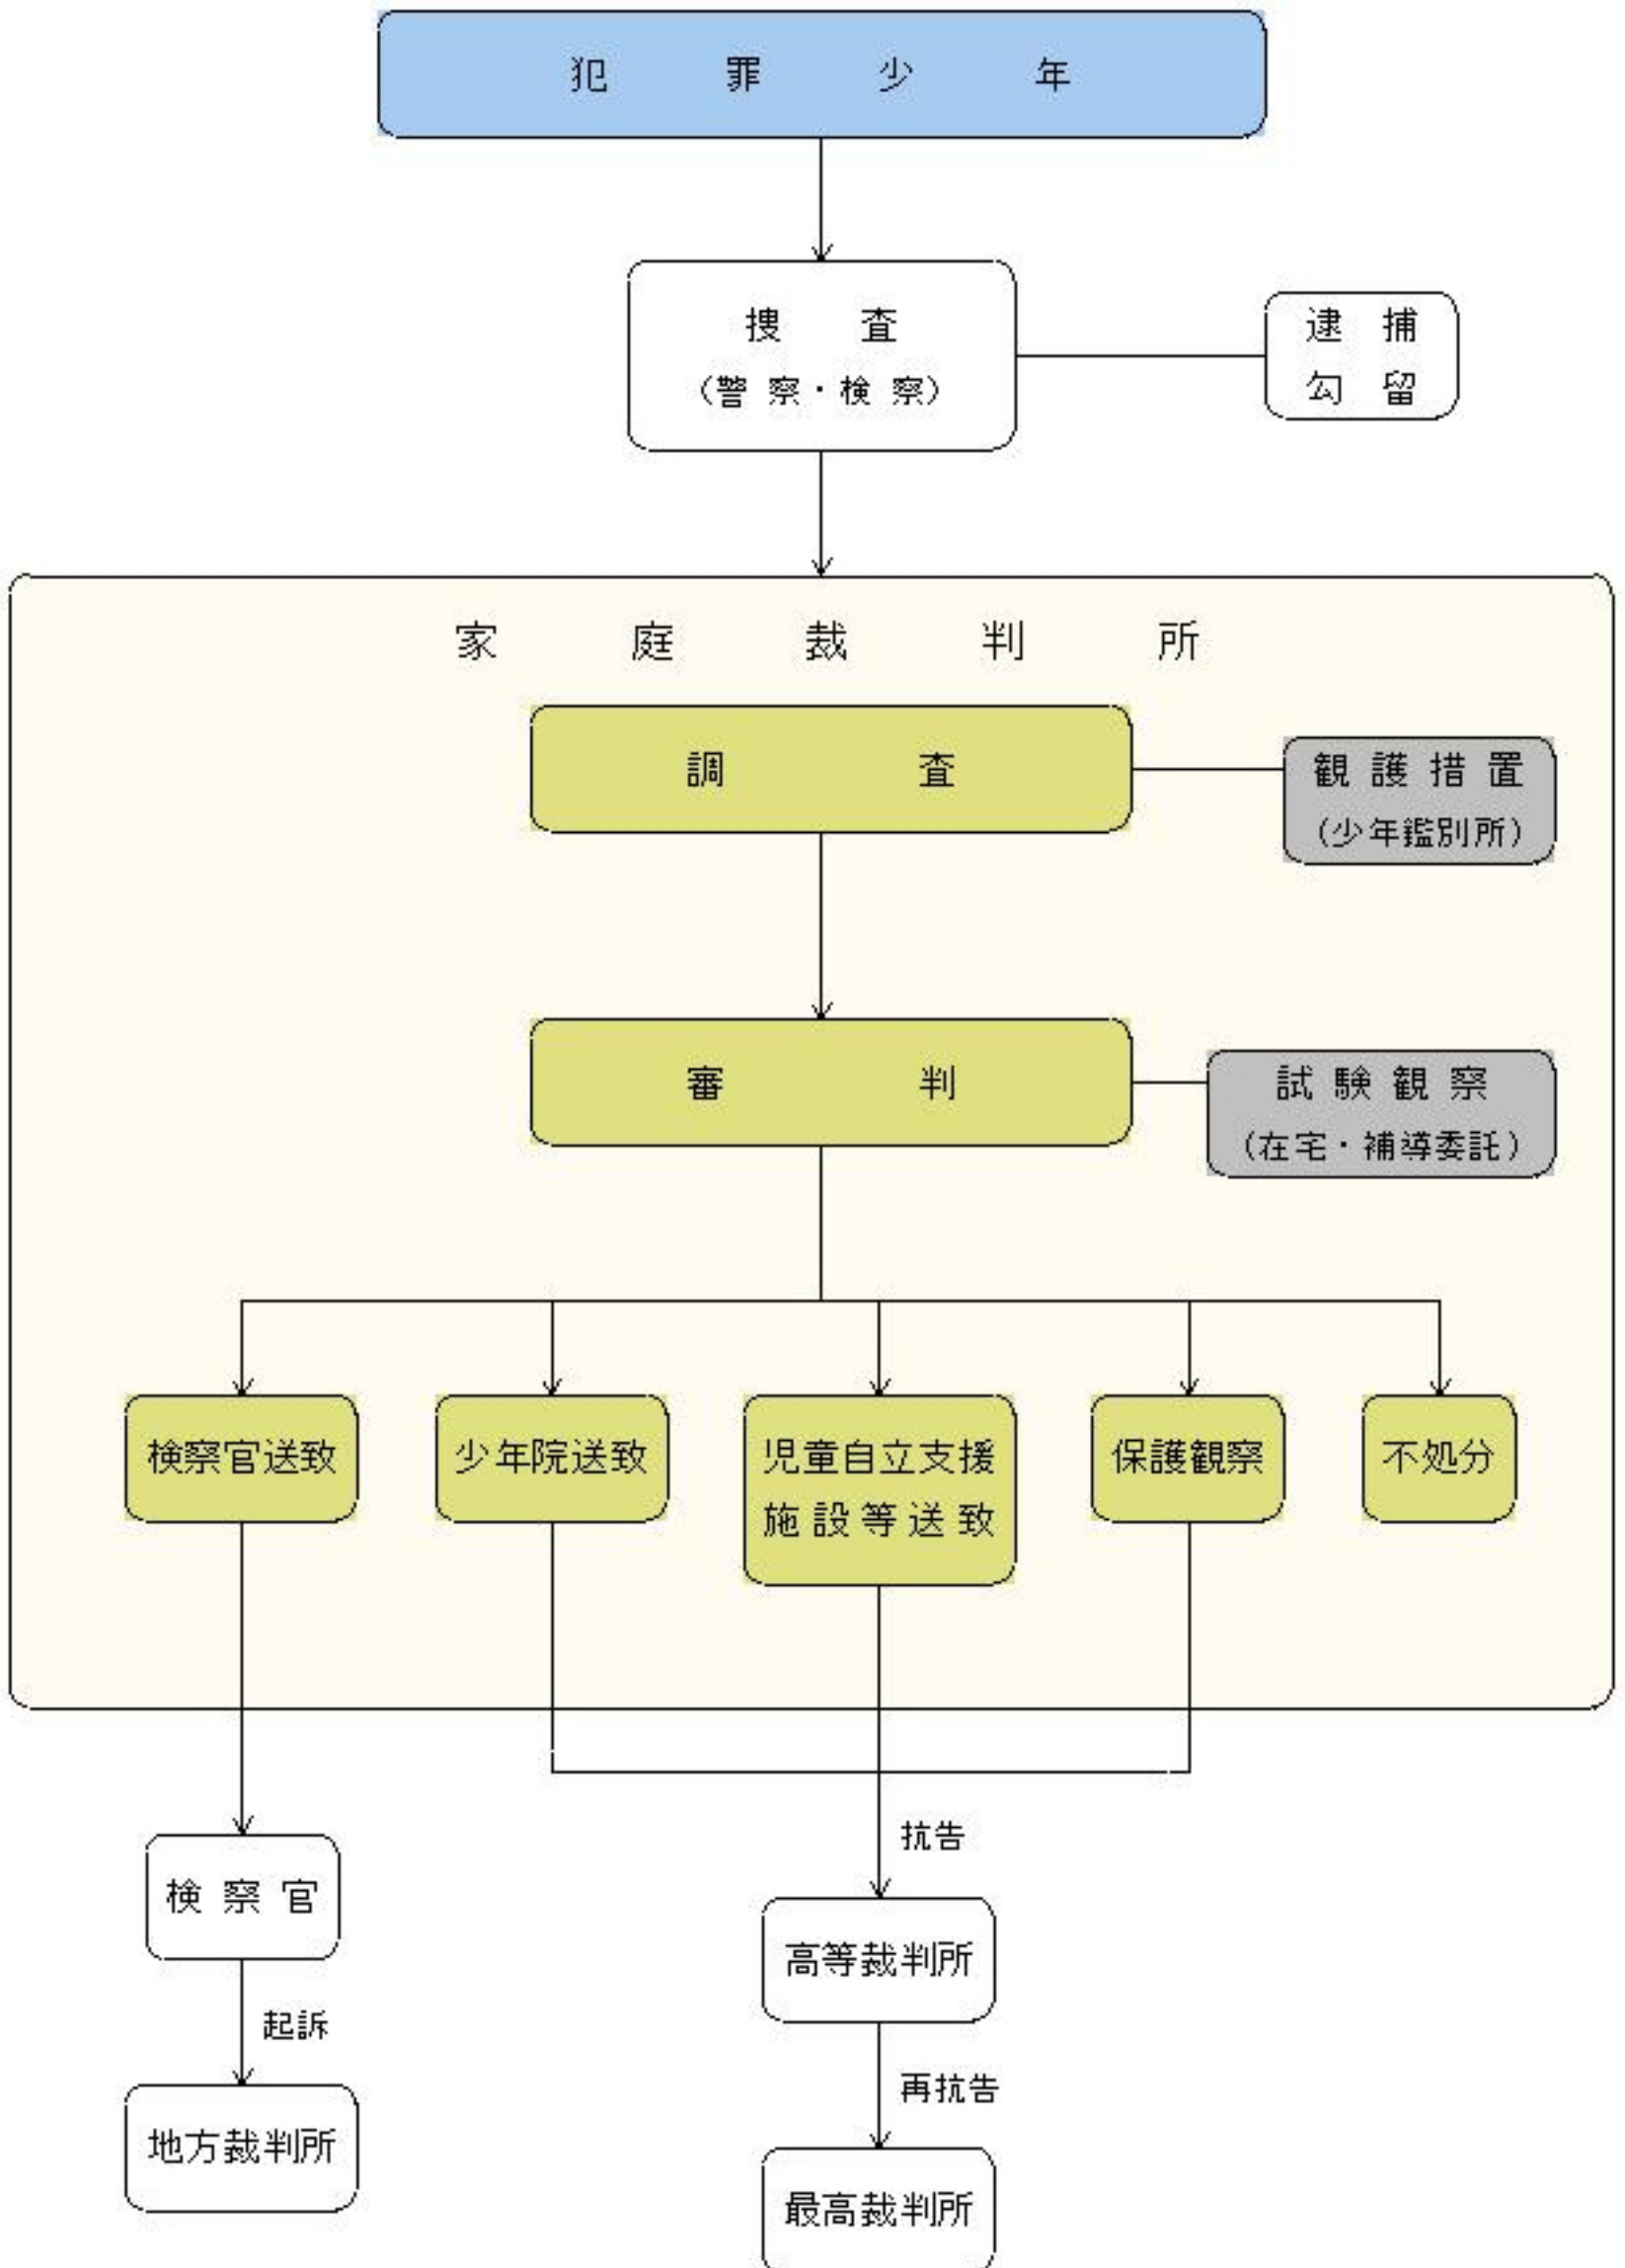 犯罪少年
捜査
（警察・検察）
逮捕
勾留
家庭裁判所
調査
観護措置
（少年鑑別所）
審判
試験観察
（在宅・補導委託）
検察官送致
少年院送致
児童自立支援
施設等送致
保護観察
不処分
抗告
検察官
高等裁判所
起訴
再抗告
地方裁判所
最高裁判所